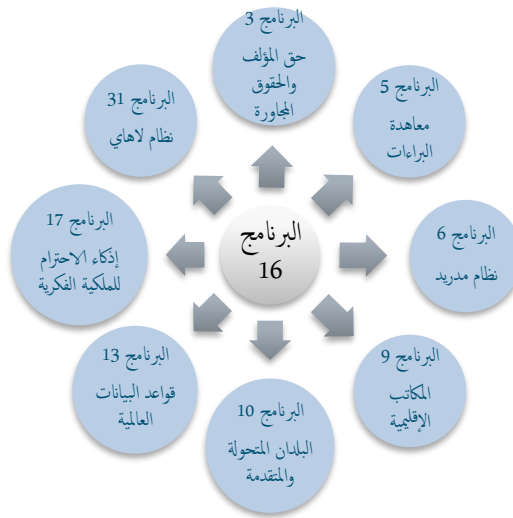 البرنامج 3
حق المؤلف
والحقوق
المجاورة
البرنامج 5
معاهدة
البراءات
البرنامج 6
نظام مدريد
البرنامج 9
المكاتب
الإقليمية
البرنامج 10
البلدان المتحولة
والمتقدمة
البرنامج 13
قواعد البيانات
العالمية
البرنامج 17
إذكاء الاحترام
للملكية الفكرية
البرنامج 31
نظام لاهاي
البرنامج
16